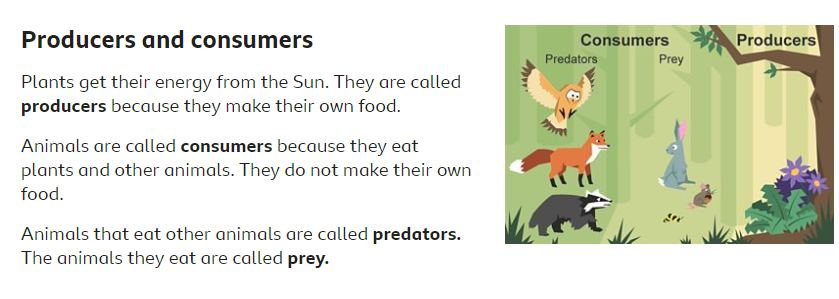 Producers and consumers
Plants get their energy from the Sun. They are called
producers because they make their own food.
Animals are called consumers because they eat
plants and other animals. They do not make their own
food.
Animals that eat other animals are called predators.
The animals they eat are called prey.
Consumers
Producers
Predators
Prey